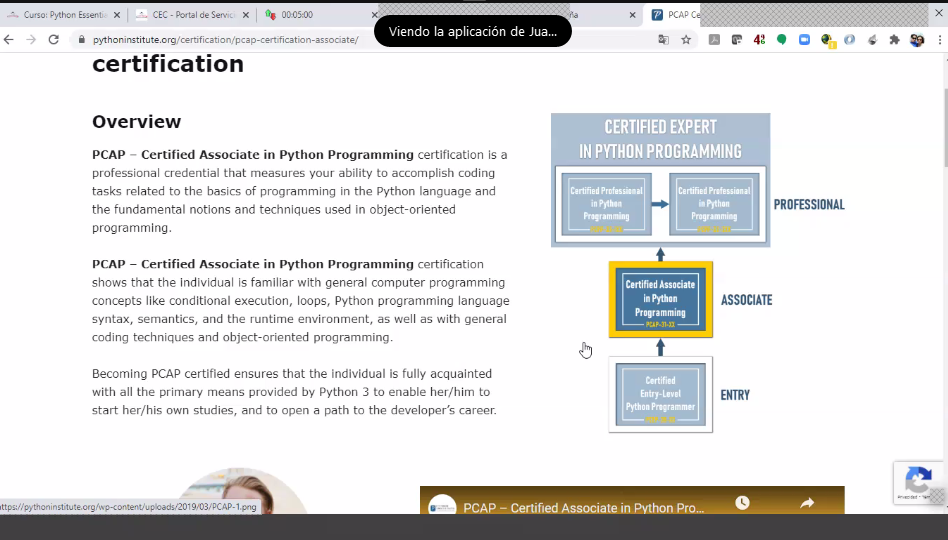 Curso: Python Essenti
CEC - Portal de Servic
00:05:00
PCAP Ce
pythoninstitute.org/certification/pcap-certification-associate/
Viendo la aplicación de Jua...
certification
Overview
PCAP – Certified Associate in Python Programming certification is a
professional credential that measures your ability to accomplish coding
tasks related to the basics of programming in the Python language and
the fundamental notions and techniques used in object-oriented
programming.
PCAP – Certified Associate in Python Programming certification
shows that the individual is familiar with general computer programming
concepts like conditional execution, loops, Python programming language
syntax, semantics, and the runtime environment, as well as with general
coding techniques and object-oriented programming.
Becoming PCAP certified ensures that the individual is fully acquainted
with all the primary means provided by Python 3 to enable her/him to
start her/his own studies, and to open a path to the developer's career.
CERTIFIED EXPERT
IN PYTHON PROGRAMMING
Certified Professional
in Python
Programming
Certified Professional
in Python
Programming
PROFESSIONAL
Certified Associate
in Python
Programming
PCAP-31-XX
ASSOCIATE
Certified
Entry-Level
Python Programmer
ENTRY
PCAP – Certified Associate in Python Pro...
https://pythoninstitute.org/wp-content/uploads/2019/03/PCAP-1.png